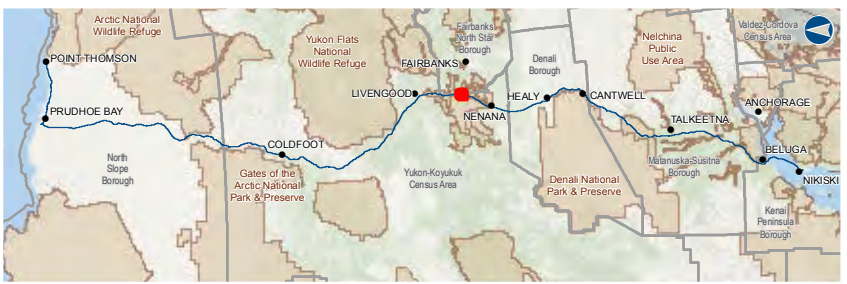 Arctic National
Wildlife Refuge
POINT THOMSON
PRUDHOE BAY
North
Slope
Borough
COLDFOOT
Gates of the
Arctic National
Park & Preserve
Yukon Flats
National
Wildlife Refuge
LIVENGOOD
FAIRBANKS
Fairbanks
North Star
Borough
NENANA
Yukon-Koyukuk
Census Area
Denali
Borough
HEALY
CANTWELL
Denali National
Park & Preserve
Nelchina
Public
Use Area
TALKEETNA
Matanuska-Susitna
Borough
Valdez-Cordova
Census Area
ANCHORAGE
BELUGA
NIKISKI
Kenai
Peninsula
Borough